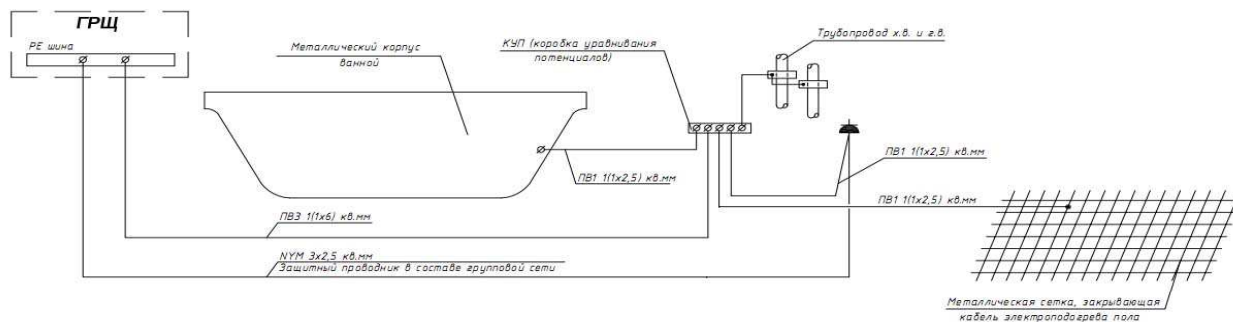 ГРЩ
РЕ шина
Металлический корпус
ванной
КУП (коробка уравнивания
потенциалов)
Трубопровод х.в. и г.в.
ПВ1 1(1х2,5) кв.мм
ПВ1 1(1х2,5) кв.мм
ПВ1 1(1х2,5) кв.мм
ПВ3 1(1х6) кв.мм
NYM 3х2,5 кв.мм
Защитный проводник в составе групповой сети
Металлическая сетка, закрывающая
кабель электроподогрева пола